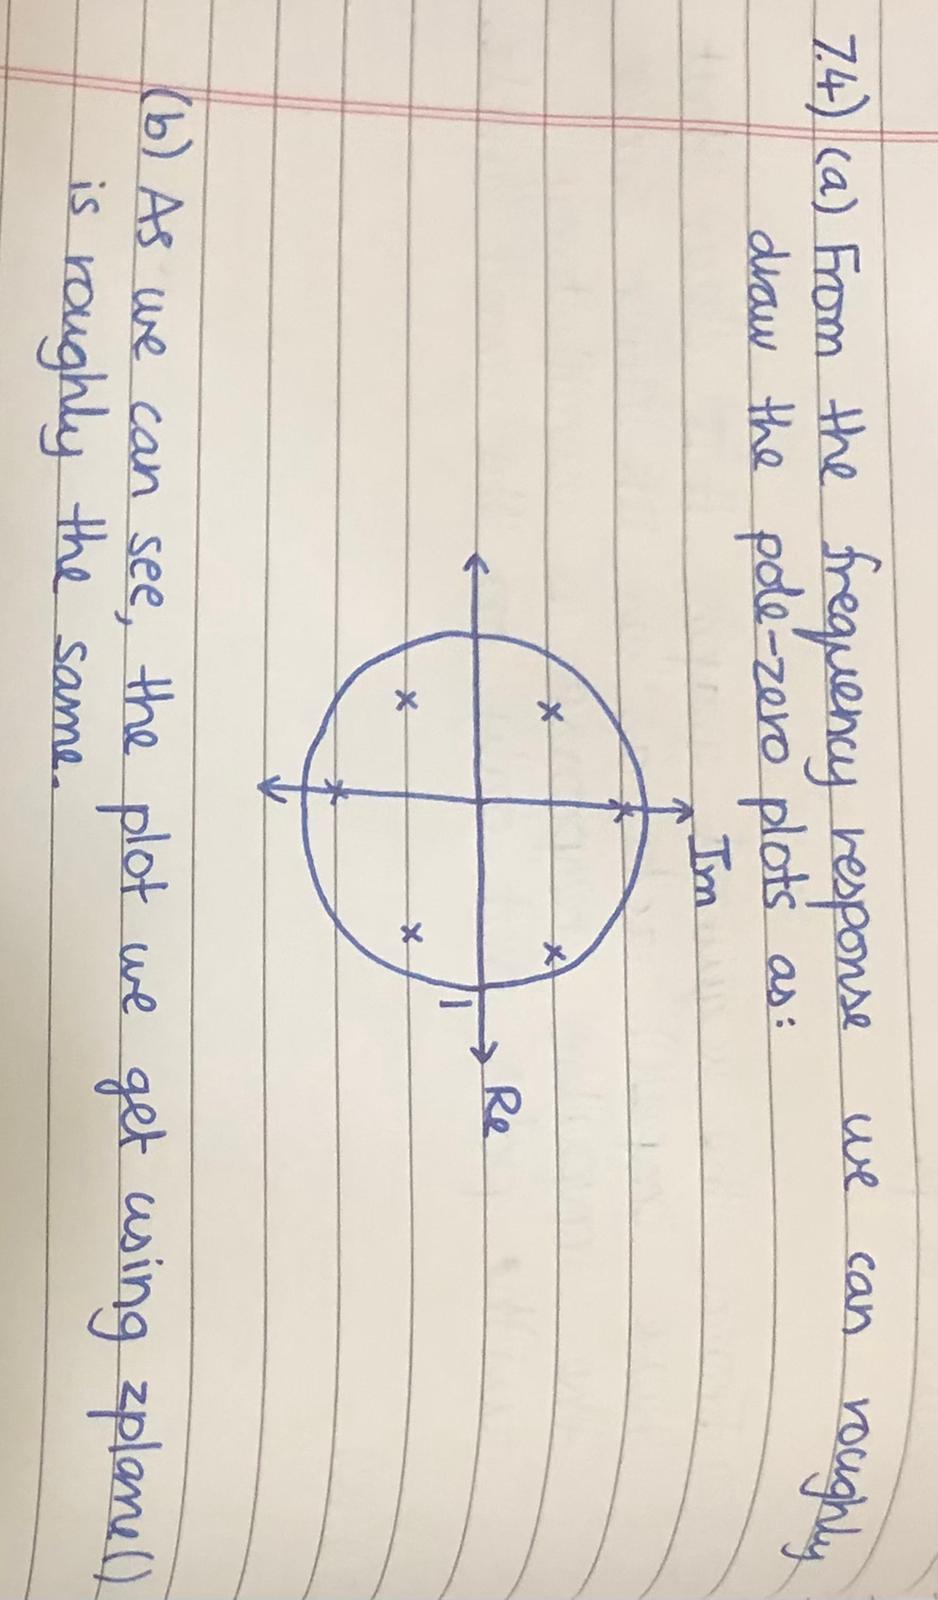 7.4) (a) From the frequency response we can roughly
draw the pole-zero plots as:
Im
Re
1
(b) As we can see, the plot we get using zplane()
is roughly the same.